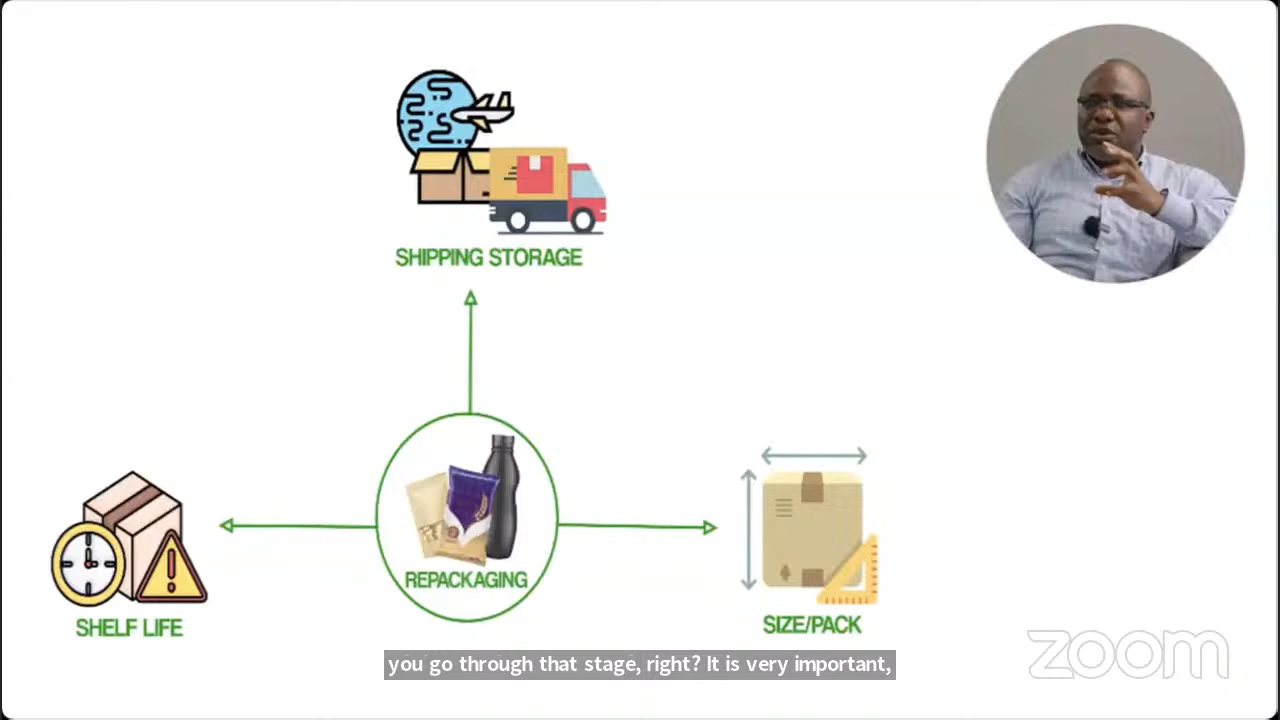 SHIPPING STORAGE
REPACKAGING
SHELF LIFE
SIZE/PACK
you go through that stage, right? It is very important,
zoom